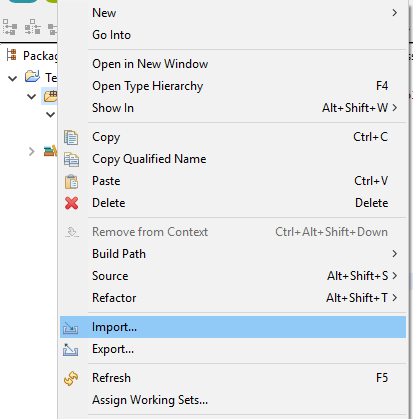 New
Go Into
Packag
Te
Open in New Window
Open Type Hierarchy F4
Show In Alt+Shift+W
Copy Ctrl+C
Copy Qualified Name
Paste Ctrl+V
Delete Delete
Remove from Context Ctrl+Alt+Shift+Down
Build Path
Source Alt+Shift+S
Refactor Alt+Shift+T
Import...
Export...
Refresh F5
Assign Working Sets...